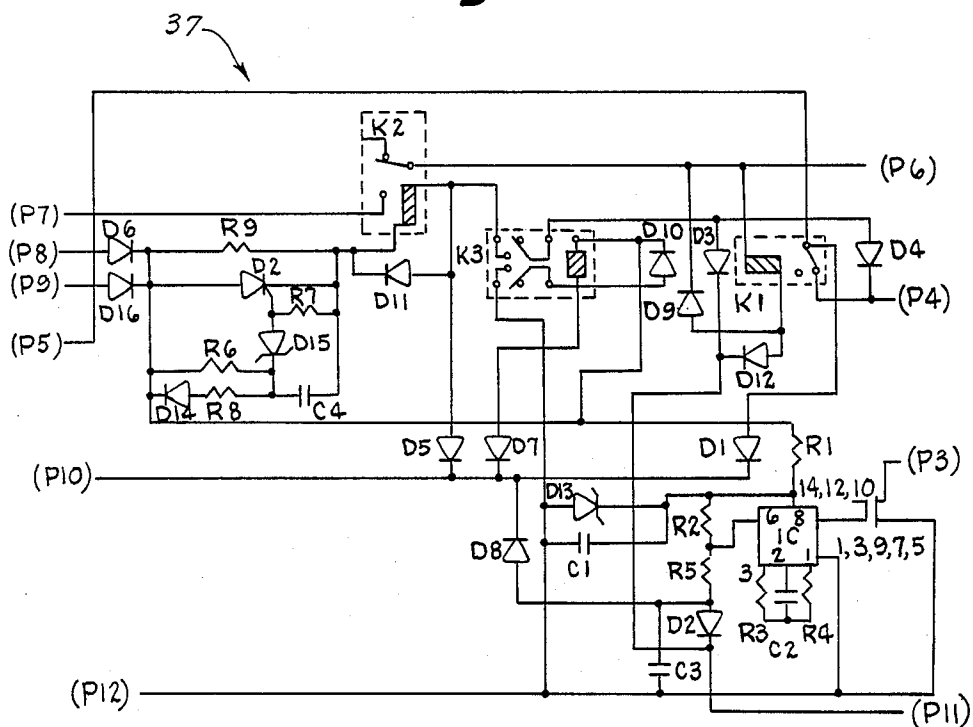 37
K2
(P6)
(P7)
D6
R9
(P8)
K3
D10
D3
D4
D2
(P9)
D16
R7
D11
D9
K1
(P4)
(P5)
D15
R6
D12
D14
R8
C4
D5
D7
D1
R1
(P3)
(P10)
D13
14,12,10
R2
6
8
IC
D8
C1
2
1
1,3,9,7,5
R5
3
D2
R3
R4
C2
C3
(P12)
(P11)